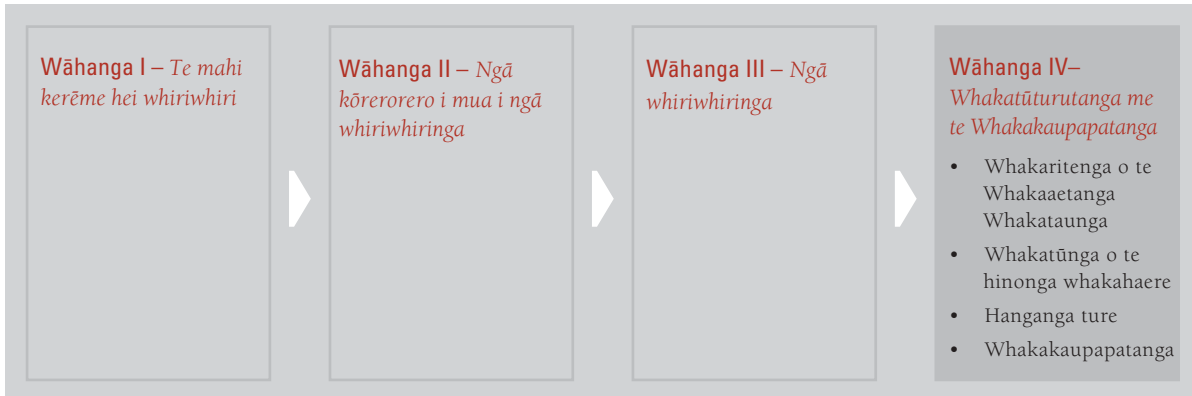 Wāhanga I – Te mahi
kerēme hei whiriwhiri
Wāhanga II – Ngā
kōrerorero i mua i ngā
whiriwhiringa
Wāhanga III – Ngā
whiriwhiringa
Wāhanga IV–
Whakatūturutanga me
te Whakakaupapatanga
• Whakaritenga o te
Whakaaetanga
Whakataunga
• Whakatūnga o te
hinonga whakahaere
• Hanganga ture
• Whakakaupapatanga